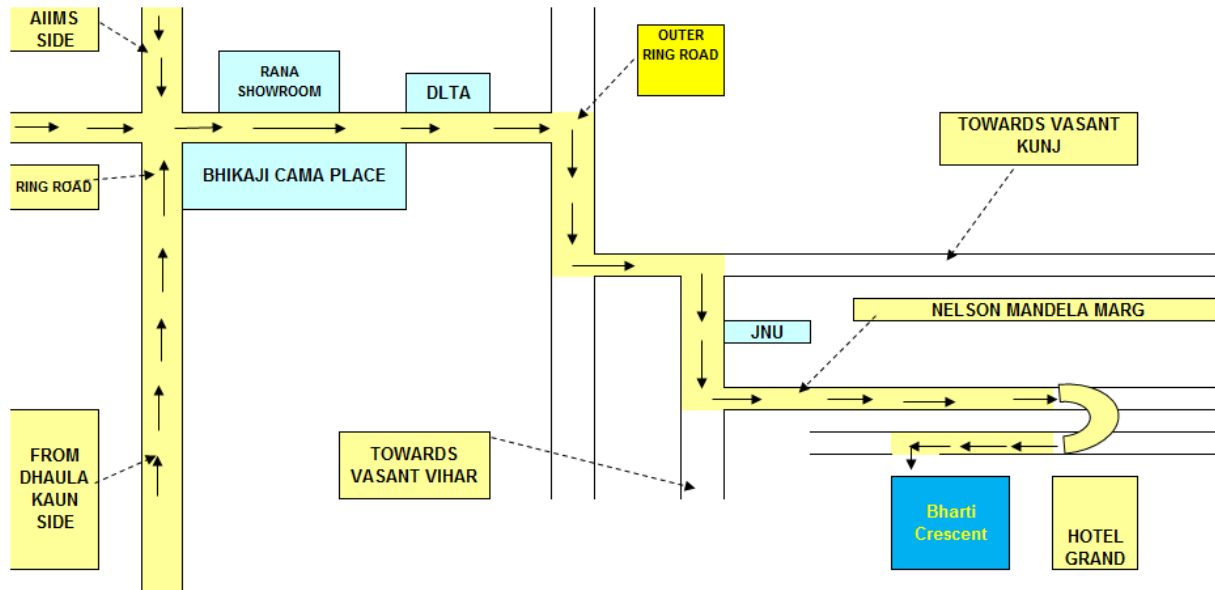 AIIMS
SIDE
OUTER
RING ROAD
RANA
SHOWROOM
DLTA
TOWARDS VASANT
KUNJ
RING ROAD
BHIKAJI CAMA PLACE
NELSON MANDELA MARG
JNU
FROM
DHAULA
KAUN
SIDE
TOWARDS
VASANT VIHAR
Bharti
Crescent
HOTEL
GRAND